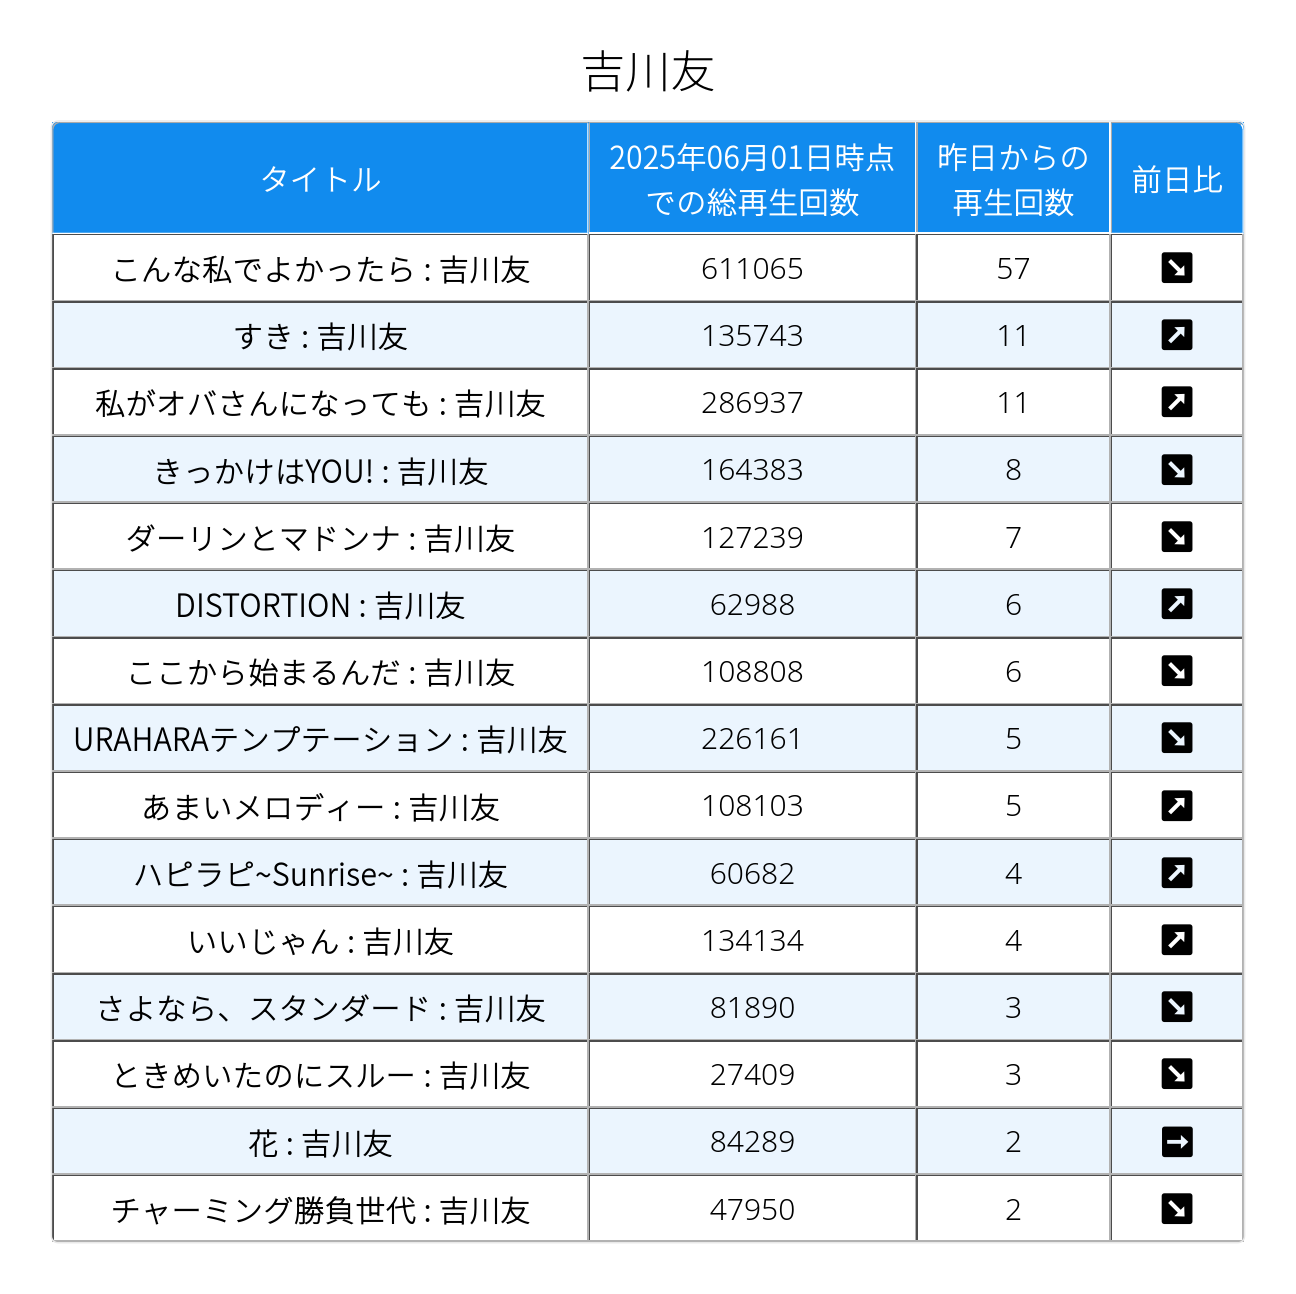 吉川友
タイトル
2025年06月01日時点
での総再生回数
昨日からの
再生回数
前日比
こんな私でよかったら : 吉川友 611065 57 ↘
すき : 吉川友 135743 11 ↗
私がオバさんになっても : 吉川友 286937 11 ↗
きっかけはYOU! : 吉川友 164383 8 ↘
ダーリンとマドンナ : 吉川友 127239 7 ↘
DISTORTION : 吉川友 62988 6 ↗
ここから始まるんだ : 吉川友 108808 6 ↘
URAHARAテンプテーション : 吉川友 226161 5 ↘
あまいメロディー : 吉川友 108103 5 ↗
ハピラピ~Sunrise~ : 吉川友 60682 4 ↗
いいじゃん : 吉川友 134134 4 ↗
さよなら、スタンダード : 吉川友 81890 3 ↘
ときめいたのにスルー : 吉川友 27409 3 ↘
花 : 吉川友 84289 2 →
チャーミング勝負世代 : 吉川友 47950 2 ↘